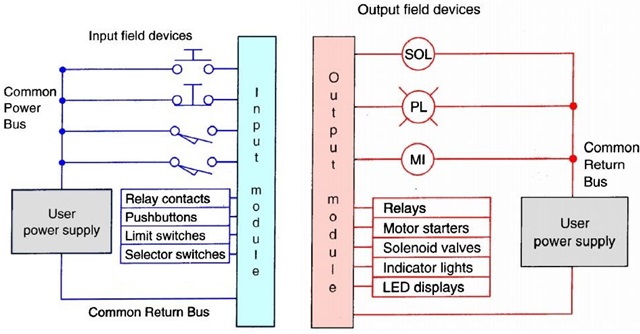 Input field devices
Common
Power
Bus
Input module
Relay contacts
Pushbuttons
Limit switches
Selector switches
User
power supply
Common Return Bus
Output field devices
Output module
SOL
PL
MI
Common
Return
Bus
Relays
Motor starters
Solenoid valves
Indicator lights
LED displays
User
power supply